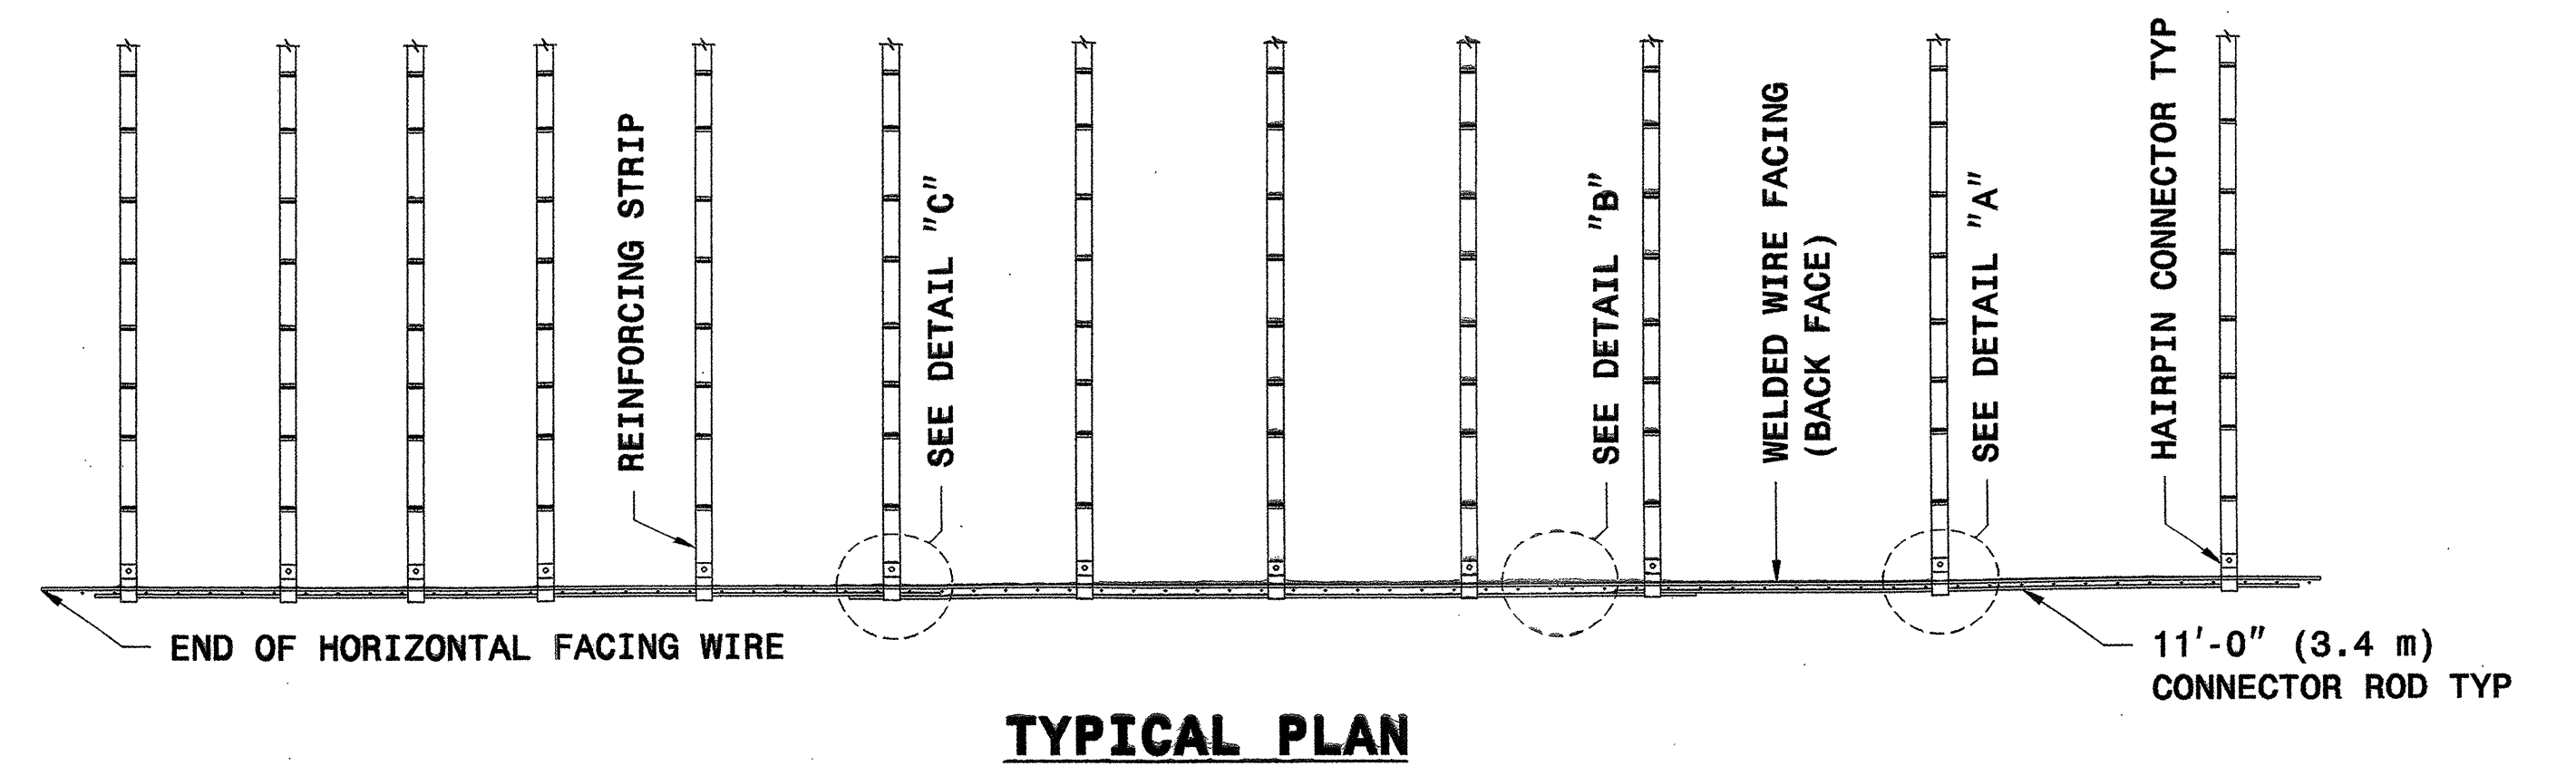 REINFORCING STRIP
SEE DETAIL "C"
SEE DETAIL "B"
WELDED WIRE FACING
(BACK FACE)
SEE DETAIL "A"
HAIRPIN CONNECTOR TYP
END OF HORIZONTAL FACING WIRE
11'-0" (3.4 m)
CONNECTOR ROD TYP
TYPICAL PLAN